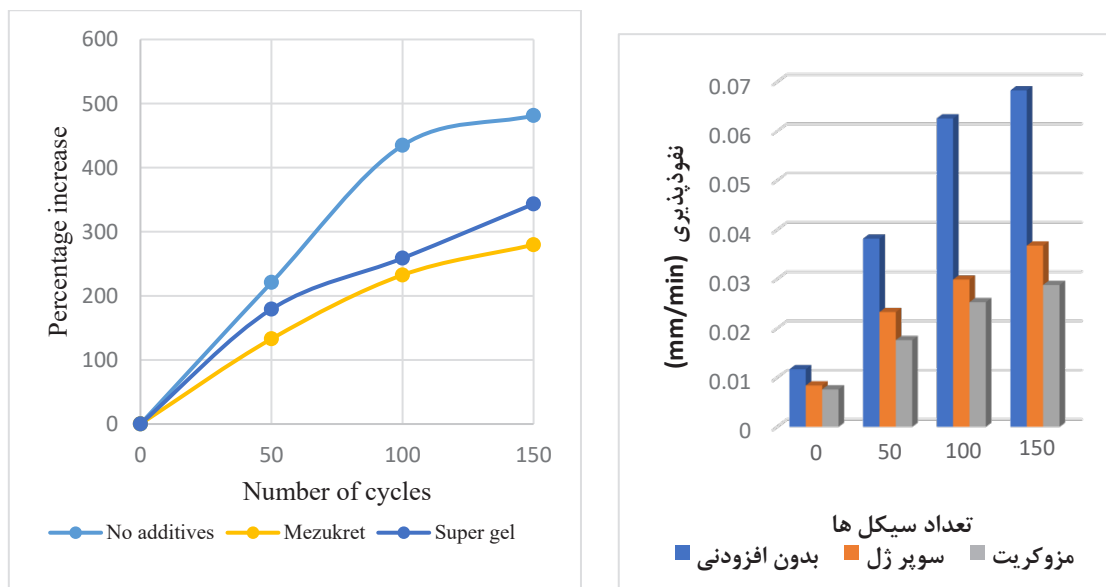 Percentage increase
600
500
400
300
200
100
0
0 50 100 150
Number of cycles
No additives Mezukret Super gel
نفوذپذیری (mm/min)
0.07
0.06
0.05
0.04
0.03
0.02
0.01
0
0 50 100 150
تعداد سیکل ها
بدون افزودنی سوپر ژل مزوکریت